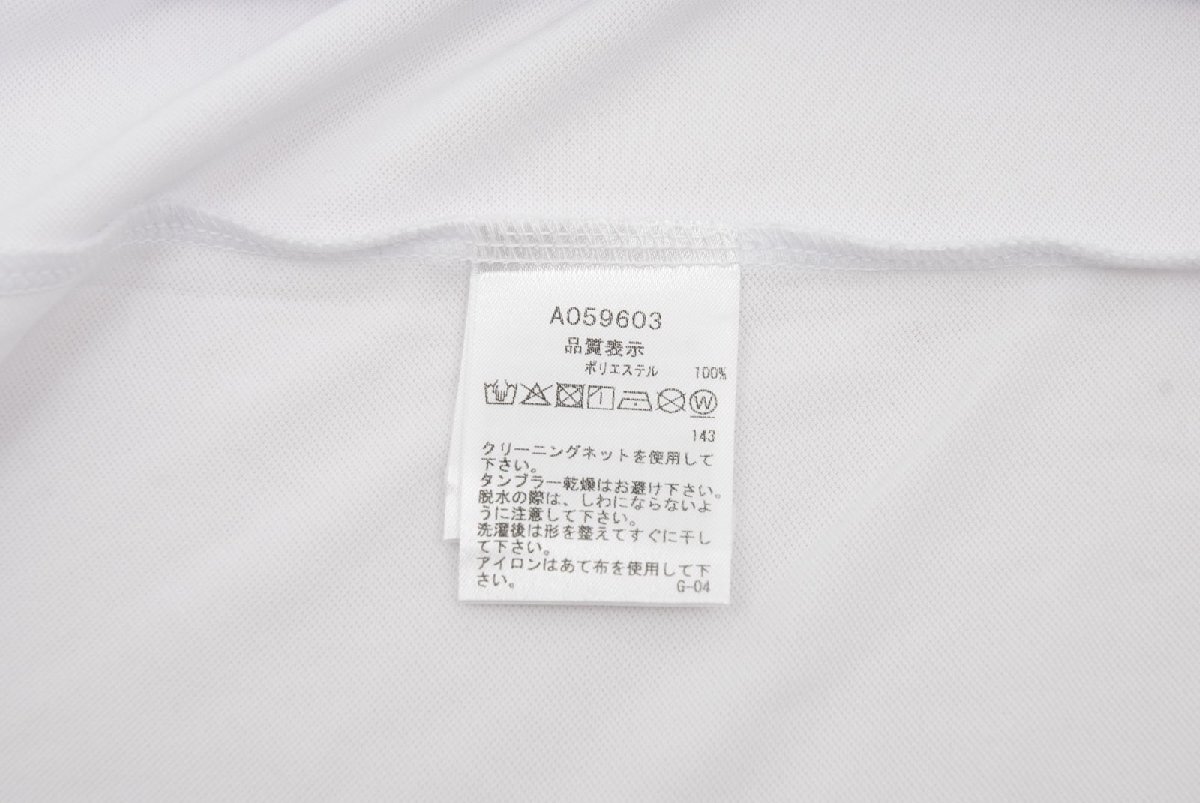 A059603
品質表示
ポリエステル 100%
W
143
クリーニングネットを使用して
下さい。
タンブラー乾燥はお避け下さい。
脱水の際は、しわにならないよ
うに注意して下さい。
洗濯後は形を整えてすぐに干し
て下さい。
アイロンはあて布を使用して下
さい。 G-04